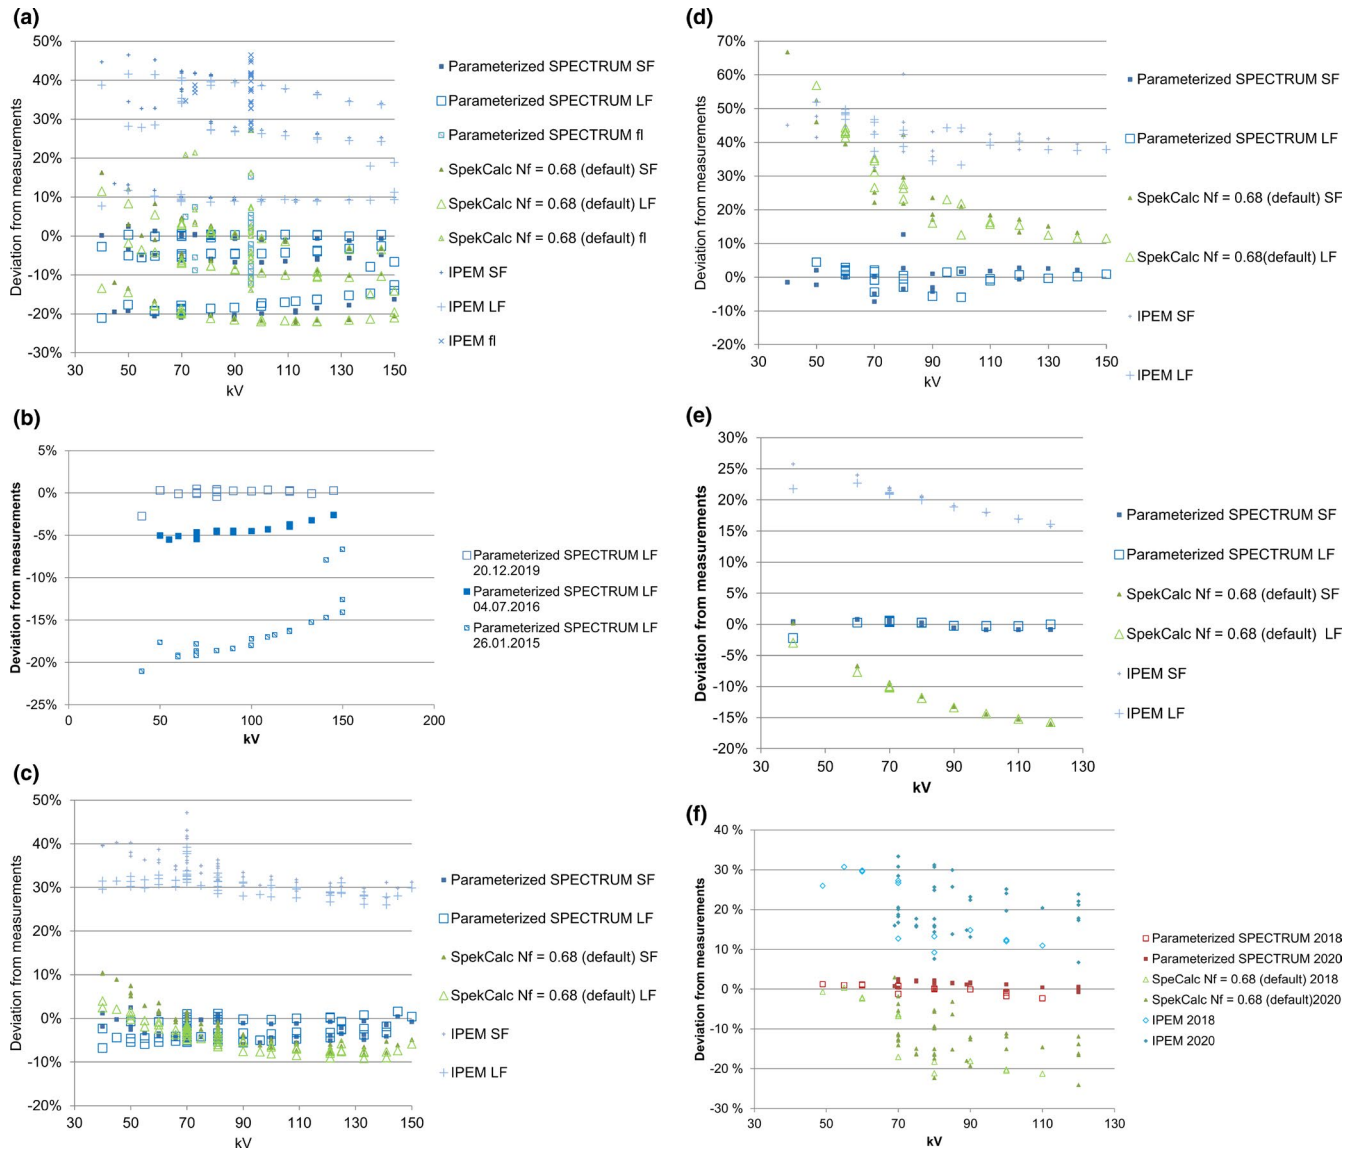 (a)
Deviation from measurements
50%
40%
30%
20%
10%
0%
-10%
-20%
-30%
30 50 70 90 110 130 150
kV
Parameterized SPECTRUM SF
Parameterized SPECTRUM LF
Parameterized SPECTRUM fl
SpekCalc Nf = 0.68 (default) SF
SpekCalc Nf = 0.68 (default) LF
SpekCalc Nf = 0.68 (default) fl
IPEM SF
IPEM LF
IPEM fl
(d)
Deviation from measurements
70%
60%
50%
40%
30%
20%
10%
0%
-10%
-20%
30 50 70 90 110 130 150
kV
Parameterized SPECTRUM SF
Parameterized SPECTRUM LF
SpekCalc Nf = 0.68 (default) SF
SpekCalc Nf = 0.68(default) LF
IPEM SF
IPEM LF
(b)
Deviation from measurements
5%
0%
-5%
-10%
-15%
-20%
-25%
0 50 100 150 200
kV
Parameterized SPECTRUM LF
20.12.2019
Parameterized SPECTRUM LF
04.07.2016
Parameterized SPECTRUM LF
26.01.2015
(e)
Deviation from measurements
30%
25%
20%
15%
10%
5%
0%
-5%
-10%
-15%
-20%
30 50 70 90 110 130
kV
Parameterized SPECTRUM SF
Parameterized SPECTRUM LF
SpekCalc Nf = 0.68 (default) SF
SpekCalc Nf = 0.68 (default) LF
IPEM SF
IPEM LF
(c)
Deviation from measurements
50%
40%
30%
20%
10%
0%
-10%
-20%
30 50 70 90 110 130 150
kV
Parameterized SPECTRUM SF
Parameterized SPECTRUM LF
SpekCalc Nf = 0.68 (default) SF
SpekCalc Nf = 0.68 (default) LF
IPEM SF
IPEM LF
(f)
Deviation from measurements
40 %
30 %
20 %
10 %
0 %
-10 %
-20 %
-30 %
30 50 70 90 110 130
kV
Parameterized SPECTRUM 2018
Parameterized SPECTRUM 2020
SpeCalc Nf = 0.68 (default) 2018
SpekCalc Nf = 0.68 (default)2020
IPEM 2018
IPEM 2020